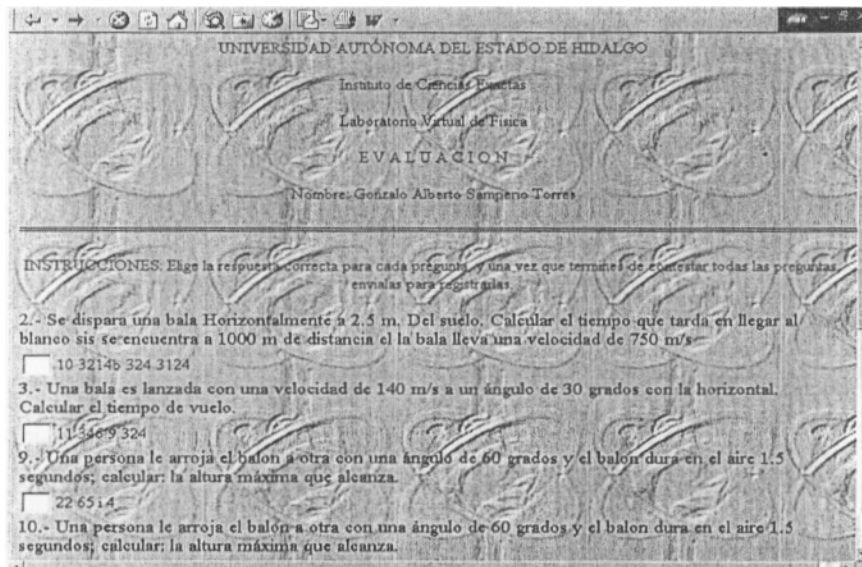 UNIVERSIDAD AUTÓNOMA DEL ESTADO DE HIDALGO
Instituto de Ciencias Exactas
Laboratorio Virtual de Física
E V A L U A C I O N
Nombre: Gonzalo Alberto Samperio Torres
INSTRUCCIONES: Elige la respuesta correcta para cada pregunta, y una vez que termines de contestar todas las preguntas,
envialas para registrarlas.
2.- Se dispara una bala Horizontalmente a 2.5 m. Del suelo. Calcular el tiempo que tarda en llegar al
blanco sis se encuentra a 1000 m de distancia el la bala lleva una velocidad de 750 m/s
10 3214b 324 3124
3.- Una bala es lanzada con una velocidad de 140 m/s a un ángulo de 30 grados con la horizontal.
Calcular el tiempo de vuelo.
11 346 9 324
9.- Una persona le arroja el balon a otra con una ángulo de 60 grados y el balon dura en el aire 1.5
segundos; calcular: la altura máxima que alcanza.
22 65
10.- Una persona le arroja el balon a otra con una ángulo de 60 grados y el balon dura en el aire 1.5
segundos; calcular: la altura máxima que alcanza.